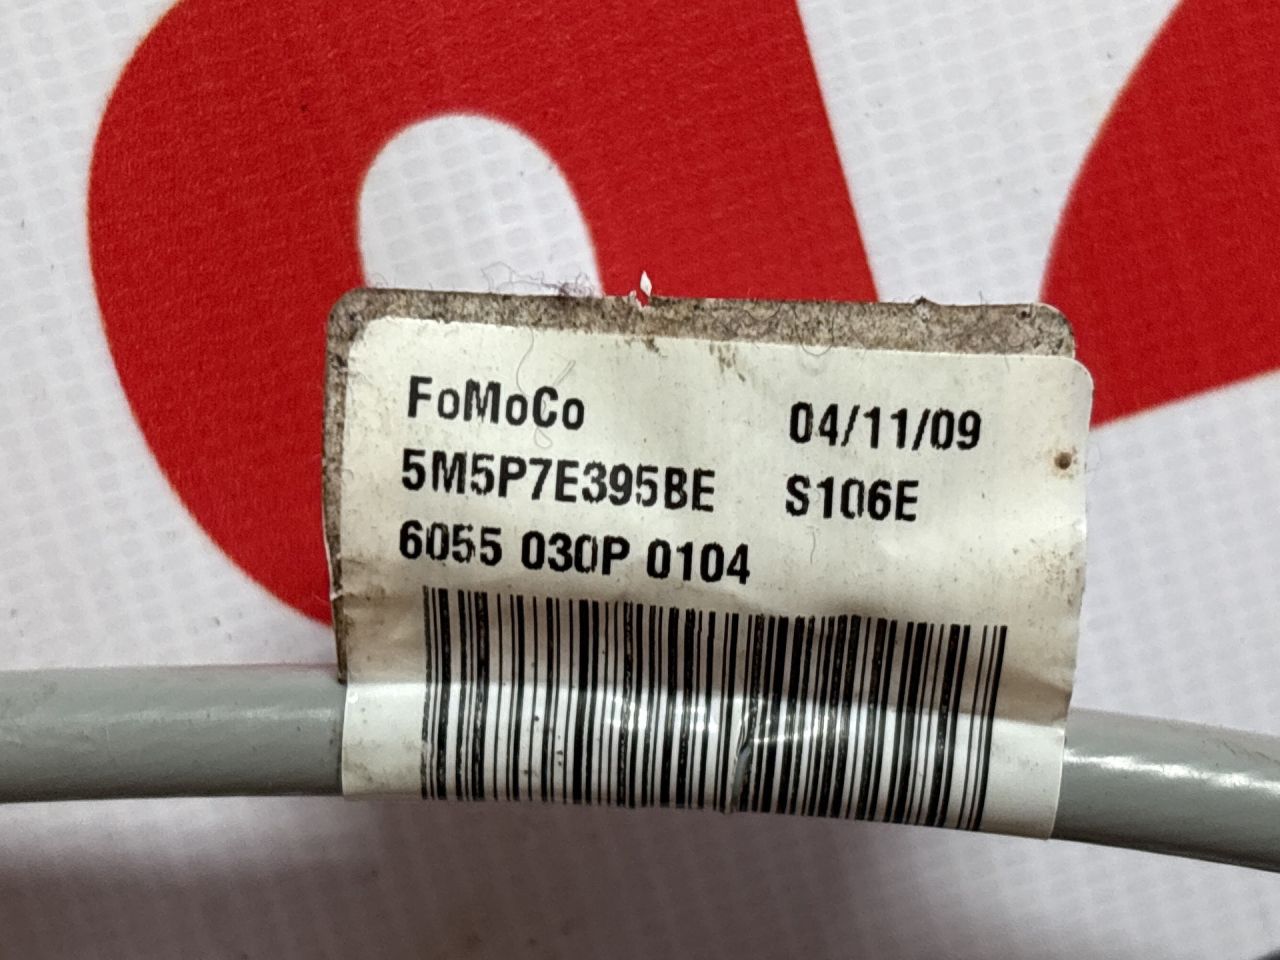 FoMoCo 04/11/09
5M5P7E395BE S106E
6055 030P 0104